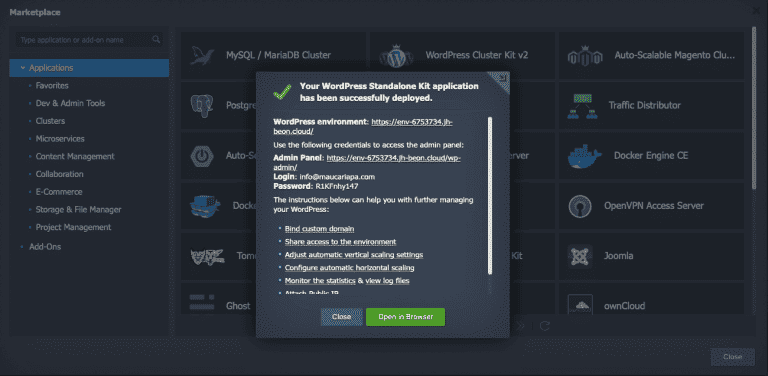 Marketplace
Type application or add-on name
Applications
Favorites
Dev & Admin Tools
Clusters
Microservices
Content Management
Collaboration
E-Commerce
Storage & File Manager
Project Management
Add-Ons
MySQL / MariaDB Cluster
WordPress Cluster Kit v2
Auto-Scalable Magento Clu...
Postgre
Traffic Distributor
Auto-Sc
erver
Docker Engine CE
Docke
OpenVPN Access Server
Tom
Kit
Joomla
Ghost
ownCloud
Your WordPress Standalone Kit application
has been successfully deployed.
WordPress environment: https://env-6753734.jh-
beon.cloud/
Use the following credentials to access the admin panel:
Admin Panel: https://env-6753734.jh-beon.cloud/wp-
admin/
Login: info@maucariapa.com
Password: R1KFnhy147
The instructions below can help you with further managing
your WordPress:
Bind custom domain
Share access to the environment
Adjust automatic vertical scaling settings
Configure automatic horizontal scaling
Monitor the statistics & view log files
Attach Public IP
Close
Open in Browser
Close